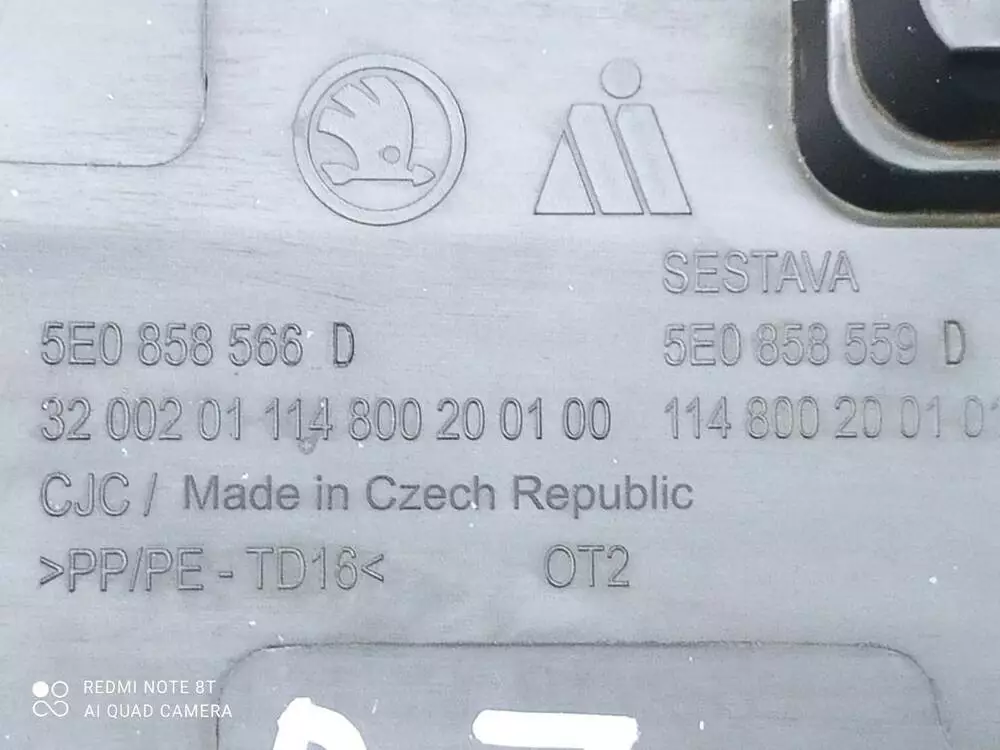 SESTAVA
5E0 858 566 D 5E0 858 559 D
32 002 01 114 800 20 01 00 114 800 20 01 01
CJC / Made in Czech Republic
>PP/PE - TD16< OT2
REDMI NOTE 8T
AI QUAD CAMERA